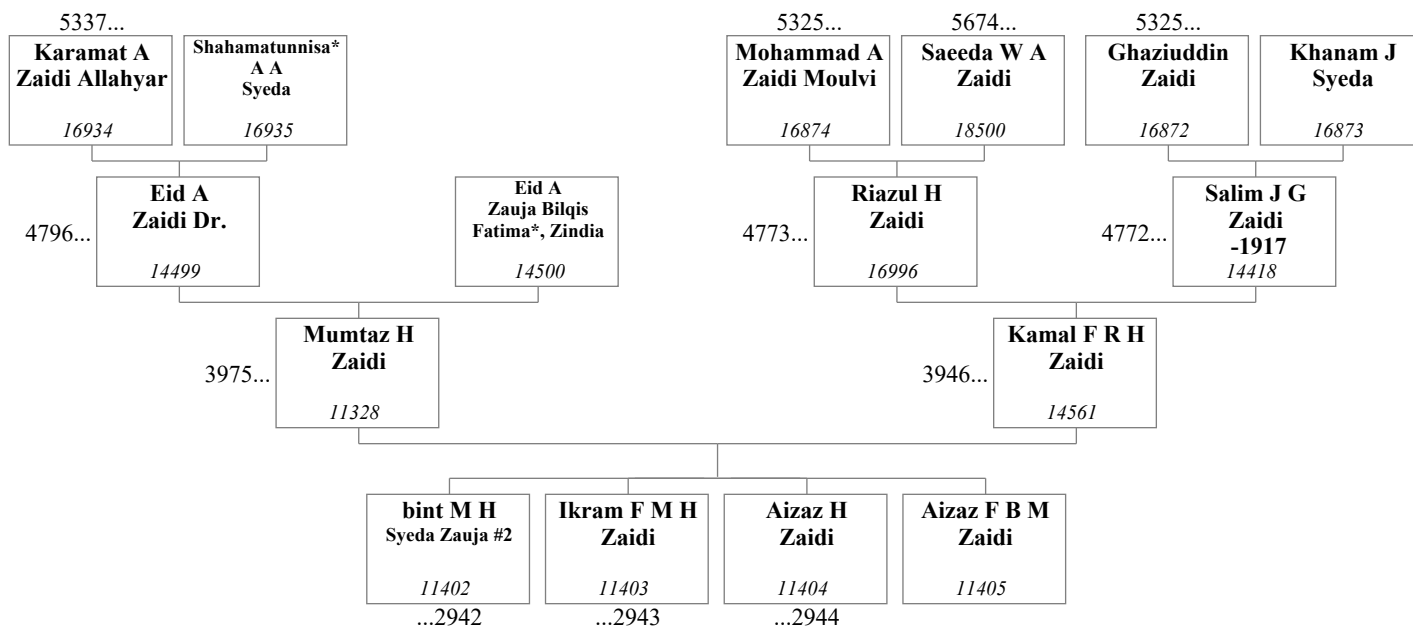 5337...
5325...
5674...
5325...
Karamat A
Zaidi Allahyar
16934
Shahamatunnisa*
A A
Syeda
16935
Mohammad A
Zaidi Moulvi
16874
Saeeda W A
Zaidi
18500
Ghaziuddin
Zaidi
16872
Khanam J
Syeda
16873
4796...
Eid A
Zaidi Dr.
14499
Eid A
Zauja Bilqis
Fatima*, Zindia
14500
4773...
Riazul H
Zaidi
16996
4772...
Salim J G
Zaidi
-1917
14418
3975...
Mumtaz H
Zaidi
11328
3946...
Kamal F R H
Zaidi
14561
bint M H
Syeda Zauja #2
11402
Ikram F M H
Zaidi
11403
Aizaz H
Zaidi
11404
Aizaz F B M
Zaidi
11405
...2942
...2943
...2944